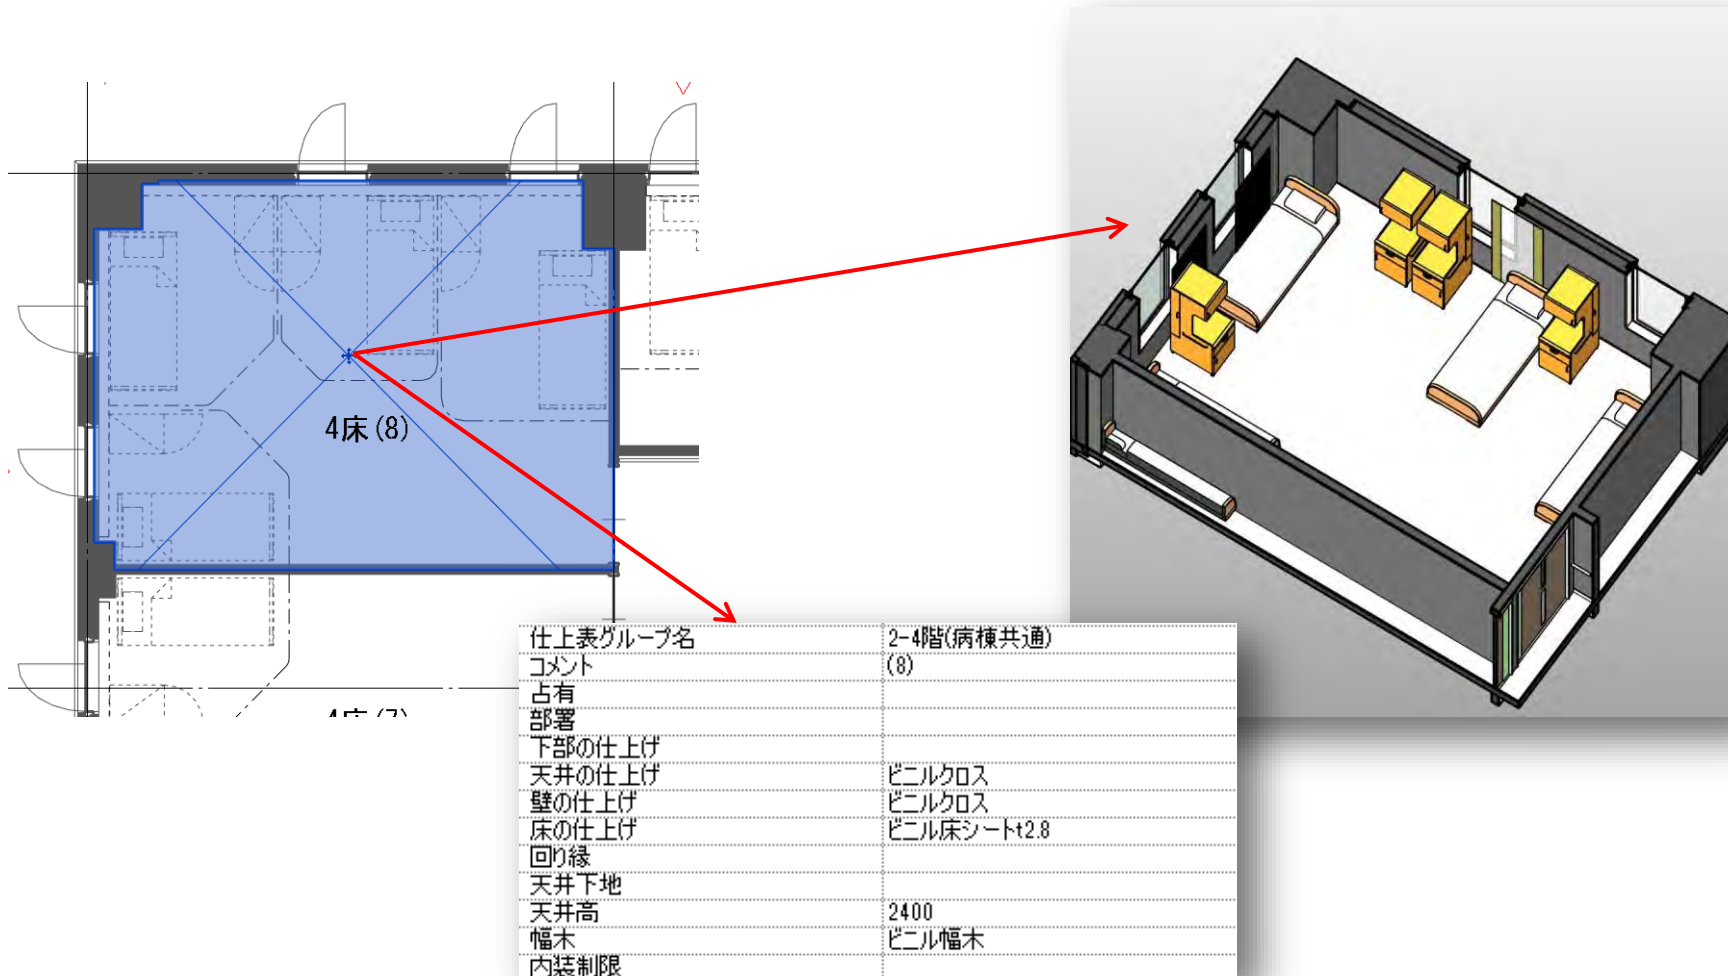 4床(8)
4床(7)
仕上表グループ名 2-4階(病棟共通)
コメント (8)
占有
部署
下部の仕上げ
天井の仕上げ ビニルクロス
壁の仕上げ ビニルクロス
床の仕上げ ビニル床シートt2.8
回り縁
天井下地
天井高 2400
幅木 ビニル幅木
内装制限